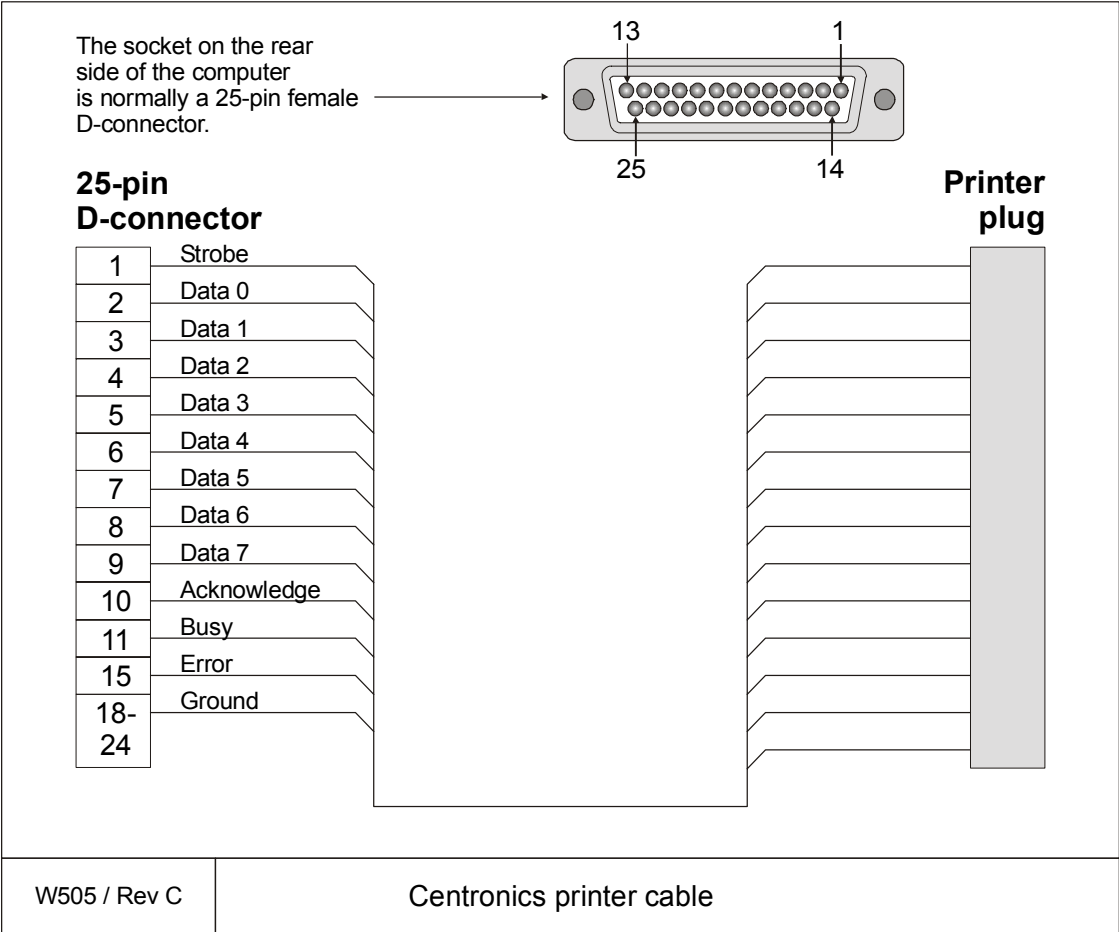 The socket on the rear
side of the computer
is normally a 25-pin female
D-connector.
13 1
25 14
25-pin
D-connector
Printer
plug
1 Strobe
2 Data 0
3 Data 1
4 Data 2
5 Data 3
6 Data 4
7 Data 5
8 Data 6
9 Data 7
10 Acknowledge
11 Busy
15 Error
18- Ground
24
W505 / Rev C
Centronics printer cable